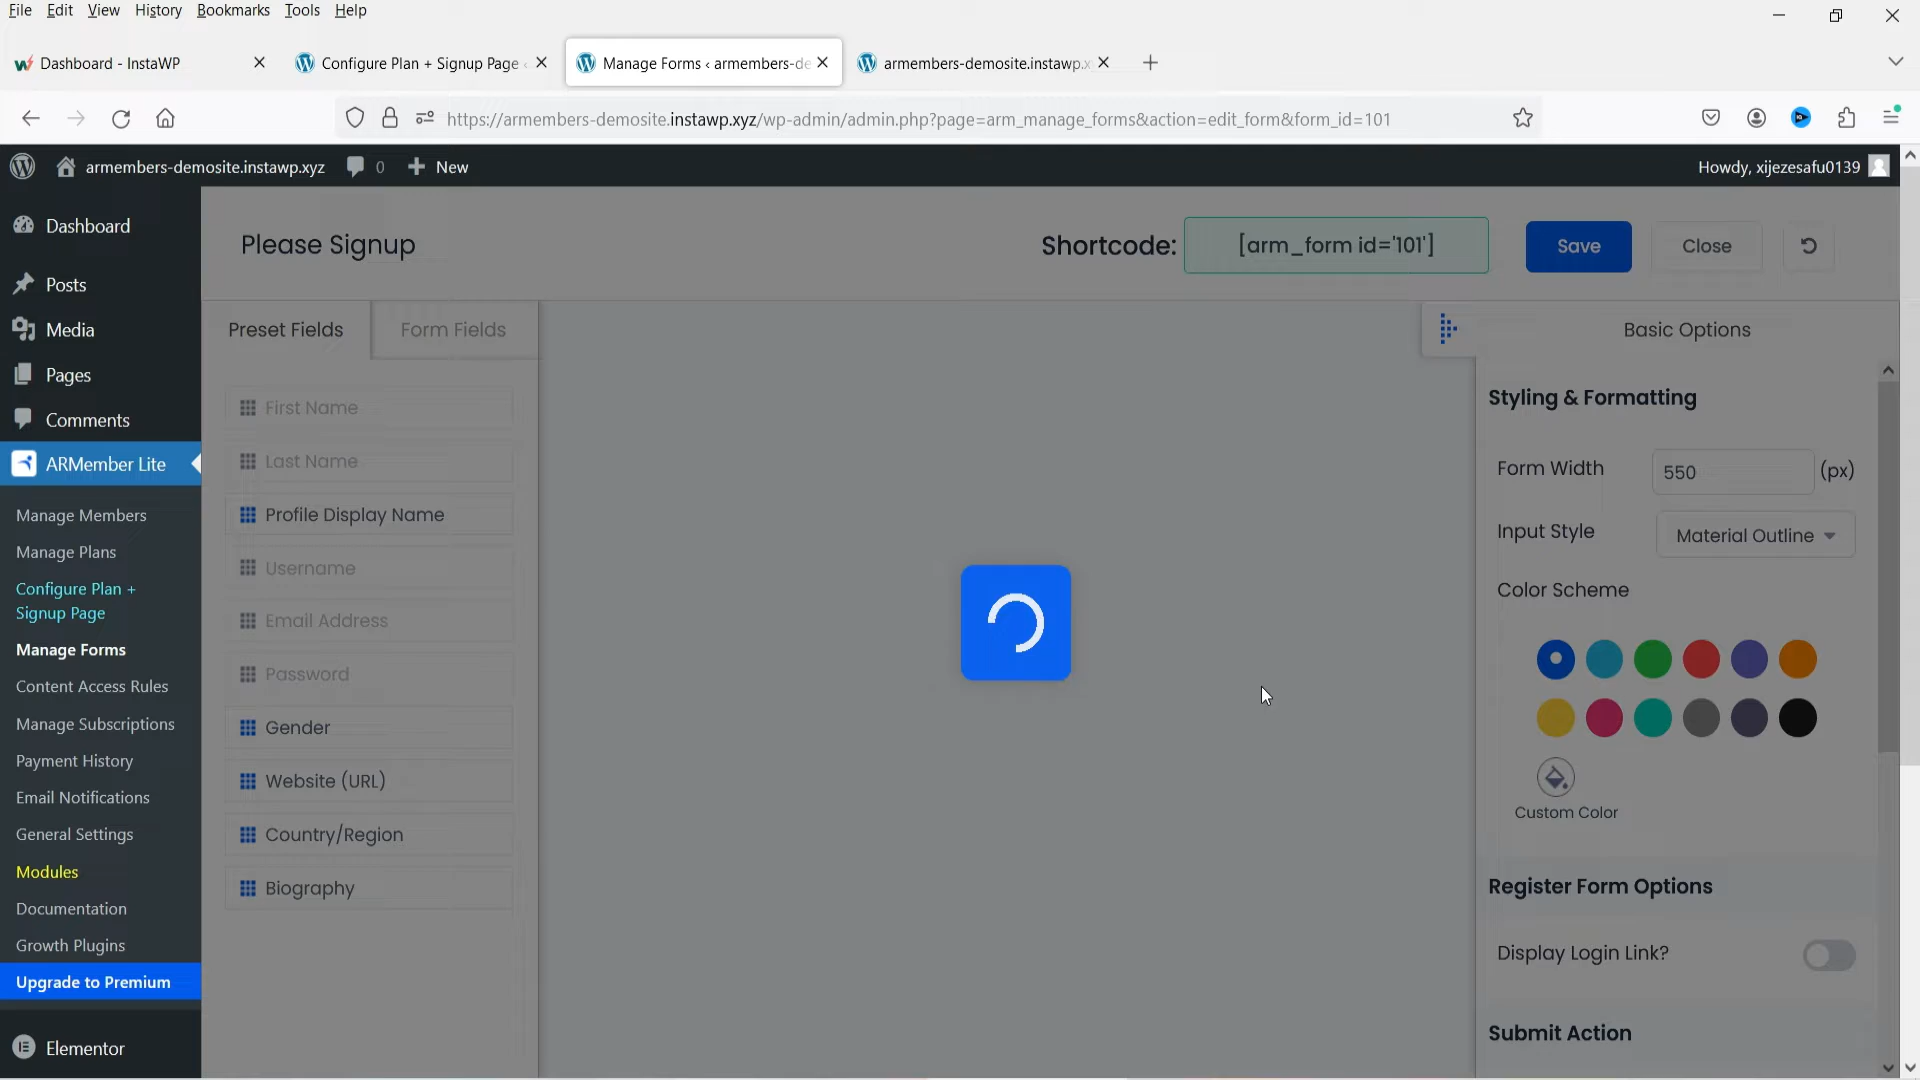 File Edit View History Bookmarks Tools Help
Dashboard - InstaWP
Configure Plan + Signup Page ‹
Manage Forms ‹ armembers-de
armembers-demosite.instawp.x
https://armembers-demosite.instawp.xyz/wp-admin/admin.php?page=arm_manage_forms&action=edit_form&form_id=101
armembers-demosite.instawp.xyz 0 New Howdy, xijezesafu0139
Dashboard
Posts
Media
Pages
Comments
ARMember Lite
Manage Members
Manage Plans
Configure Plan +
Signup Page
Manage Forms
Content Access Rules
Manage Subscriptions
Payment History
Email Notifications
General Settings
Modules
Documentation
Growth Plugins
Upgrade to Premium
Elementor
Please Signup
Shortcode: [arm_form id='101'] Save Close
Preset Fields Form Fields
First Name
Last Name
Profile Display Name
Username
Email Address
Password
Gender
Website (URL)
Country/Region
Biography
Basic Options
Styling & Formatting
Form Width 550 (px)
Input Style Material Outline
Color Scheme
Custom Color
Register Form Options
Display Login Link?
Submit Action